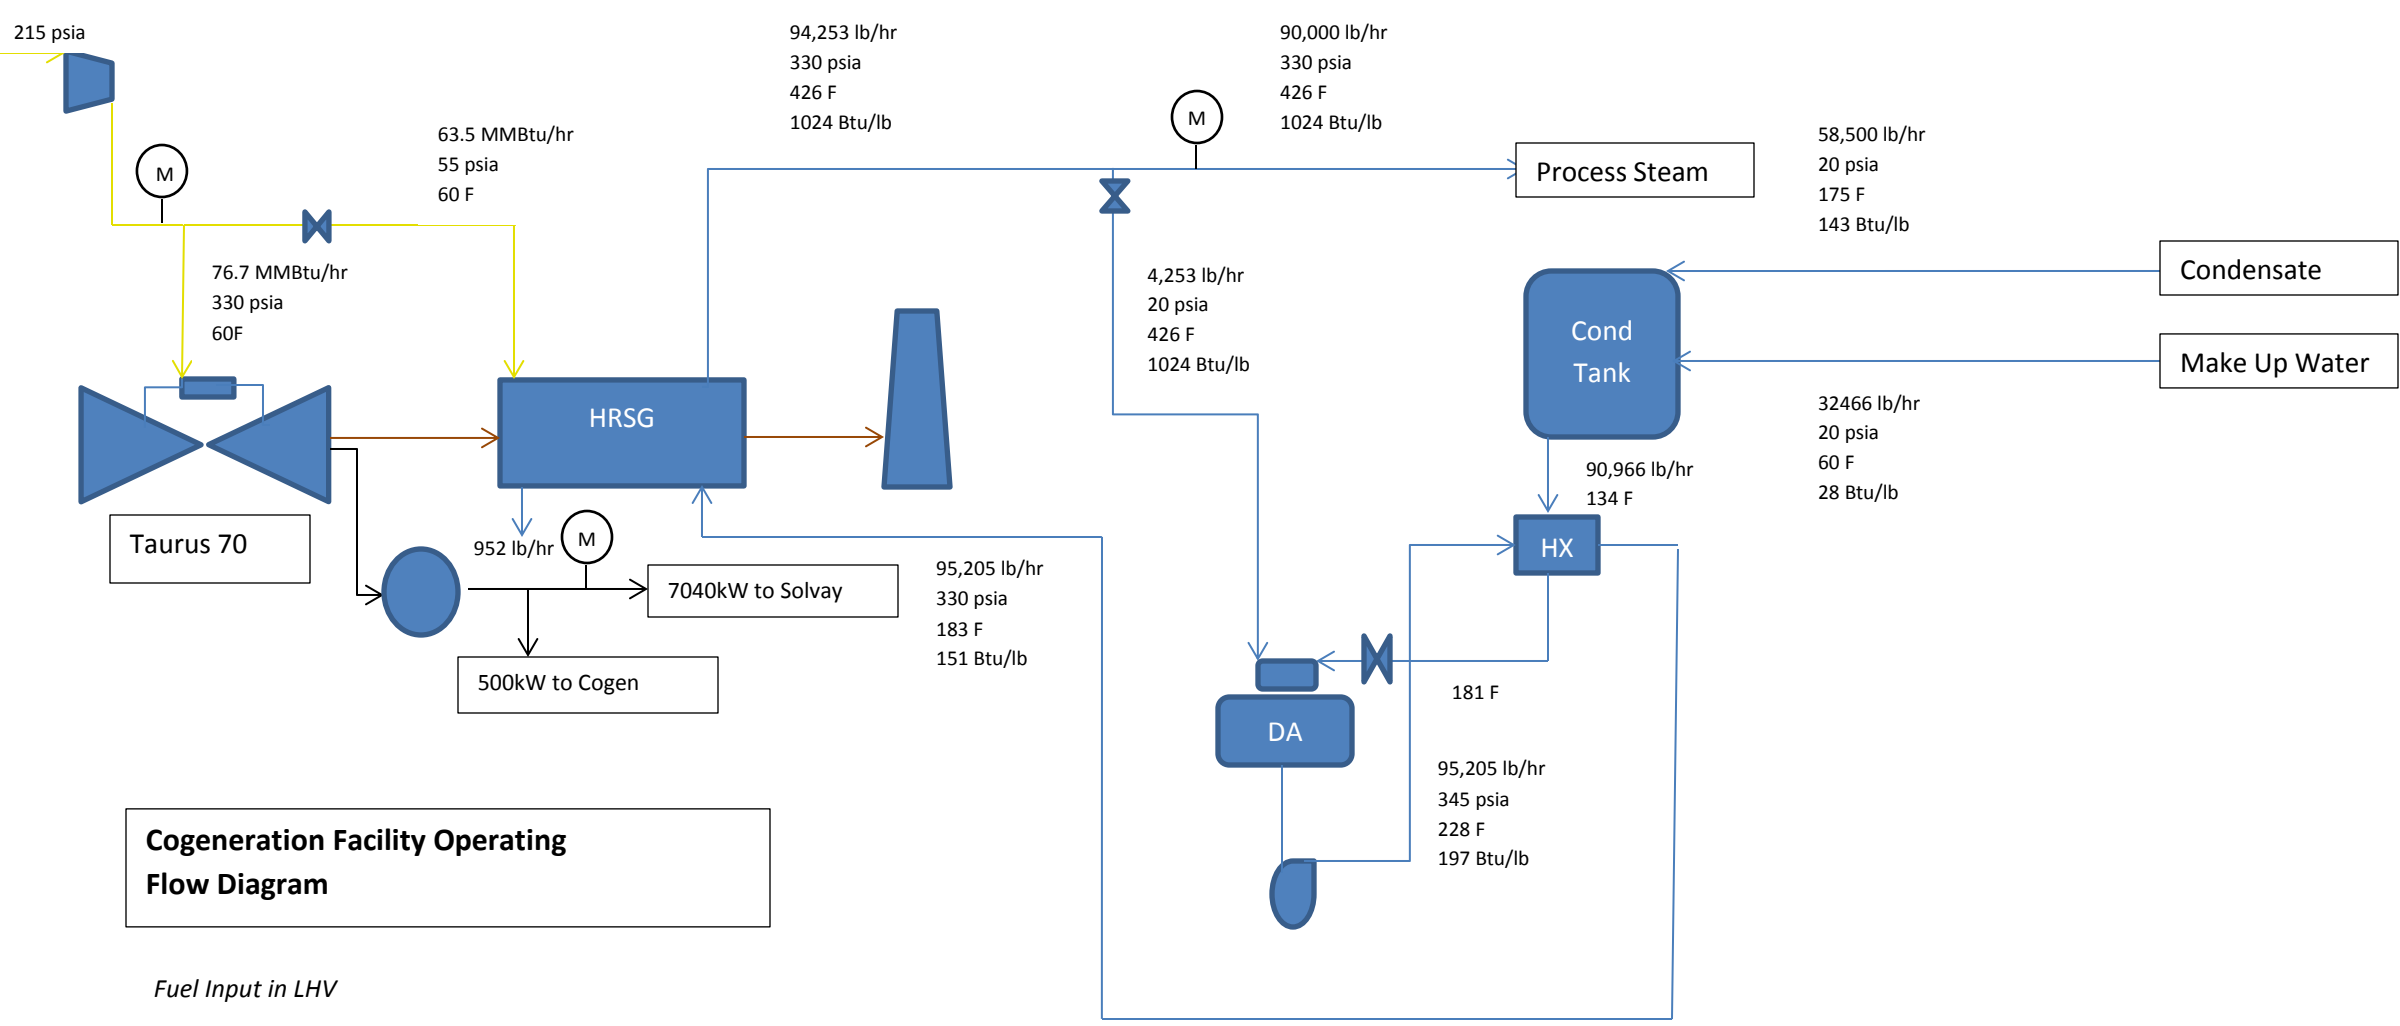 215 psia
94,253 lb/hr
330 psia
426 F
1024 Btu/lb
90,000 lb/hr
330 psia
426 F
1024 Btu/lb
M
63.5 MMBtu/hr
55 psia
60 F
M
58,500 lb/hr
20 psia
175 F
143 Btu/lb
Process Steam
76.7 MMBtu/hr
330 psia
60F
4,253 lb/hr
20 psia
426 F
1024 Btu/lb
Condensate
Cond
Tank
Make Up Water
32466 lb/hr
20 psia
60 F
28 Btu/lb
HRSG
90,966 lb/hr
134 F
Taurus 70
952 lb/hr
M
HX
7040kW to Solvay
95,205 lb/hr
330 psia
183 F
151 Btu/lb
500kW to Cogen
181 F
DA
95,205 lb/hr
345 psia
228 F
197 Btu/lb
Cogeneration Facility Operating
Flow Diagram
Fuel Input in LHV